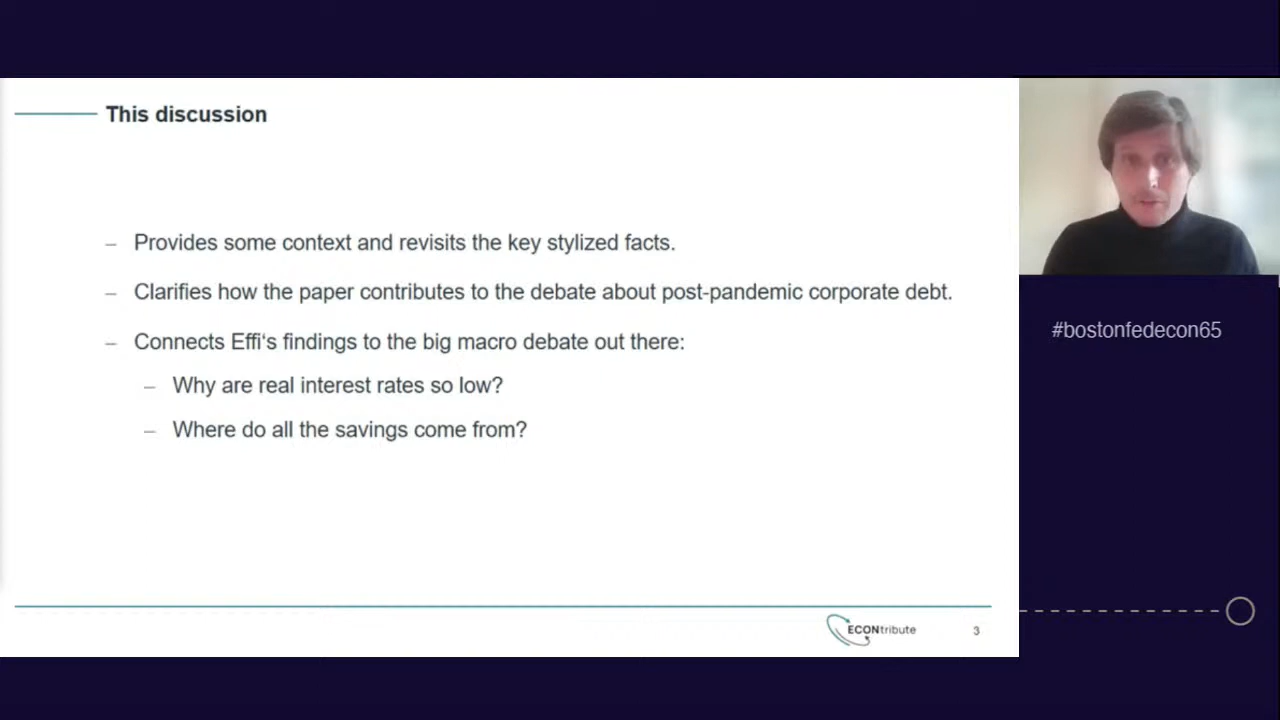 This discussion
– Provides some context and revisits the key stylized facts.
– Clarifies how the paper contributes to the debate about post-pandemic corporate debt.
– Connects Effi‘s findings to the big macro debate out there:
– Why are real interest rates so low?
– Where do all the savings come from?
ECONtribute
3
#bostonfedecon65